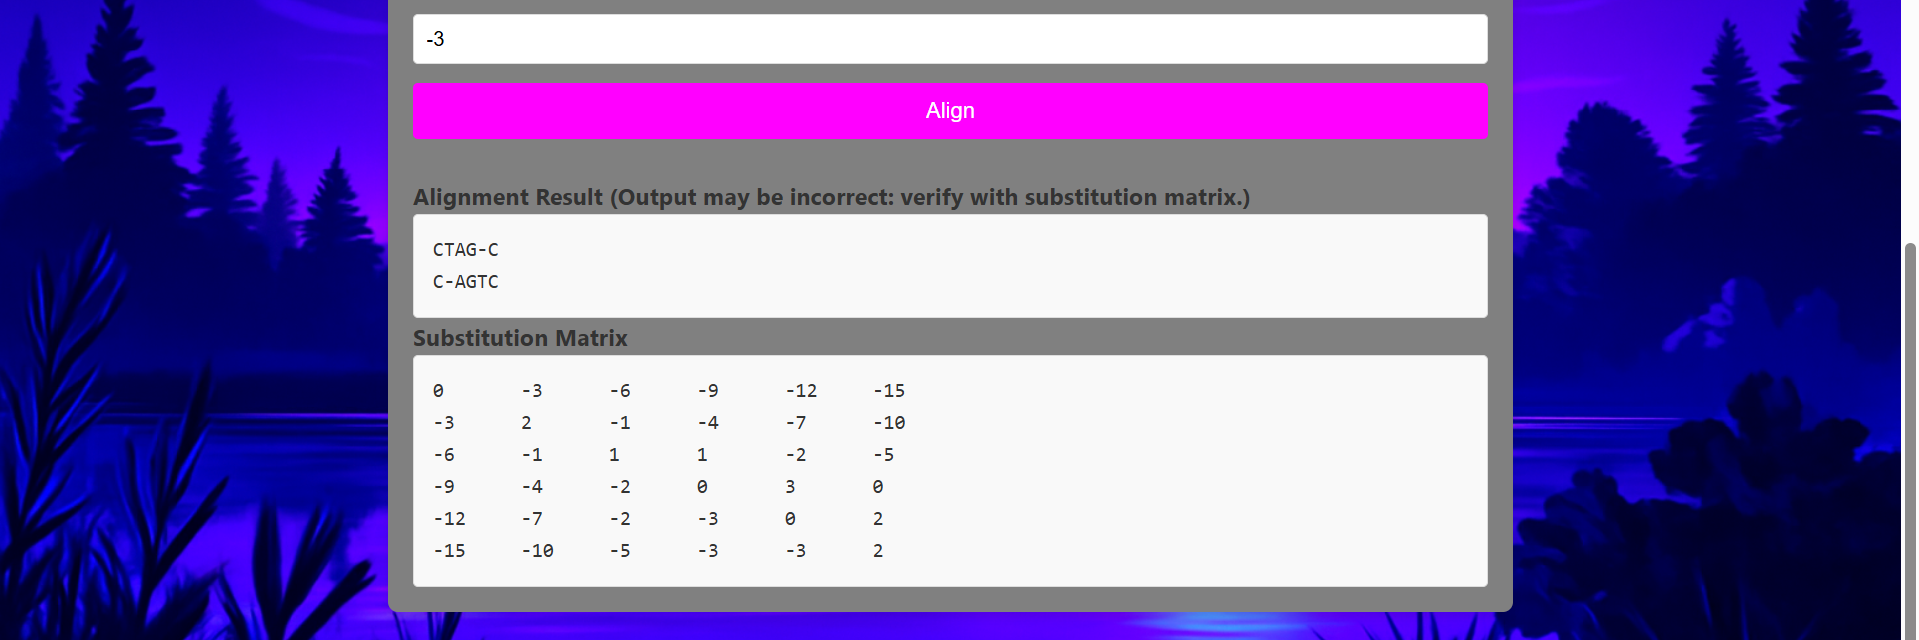 -3
Align
Alignment Result (Output may be incorrect: verify with substitution matrix.)
CTAG-C
C-AGTC
Substitution Matrix
0 -3 -6 -9 -12 -15
-3 2 -1 -4 -7 -10
-6 -1 1 1 -2 -5
-9 -4 -2 0 3 0
-12 -7 -2 -3 0 2
-15 -10 -5 -3 -3 2